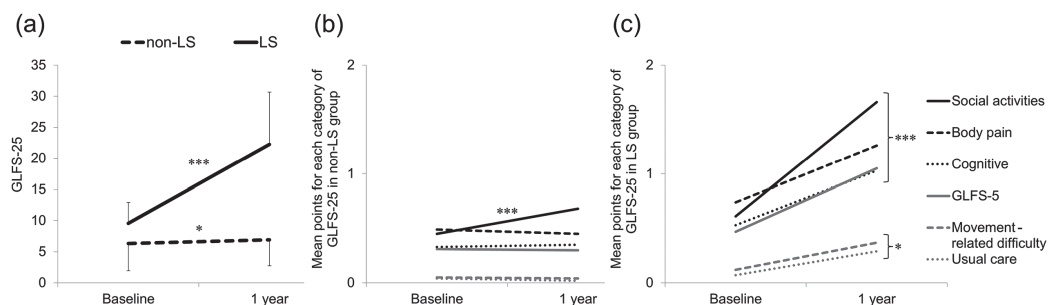 (a)
non-LS LS
GLFS-25
35
30
25
20
15
10
5
0
***
*
Baseline 1 year
(b)
Mean points for each category of
GLFS-25 in non-LS group
2
1
0
***
Baseline 1 year
(c)
Mean points for each category of
GLFS-25 in LS group
2
1
0
***
*
Baseline 1 year
Social activities
Body pain
Cognitive
GLFS-5
Movement-
related difficulty
Usual care